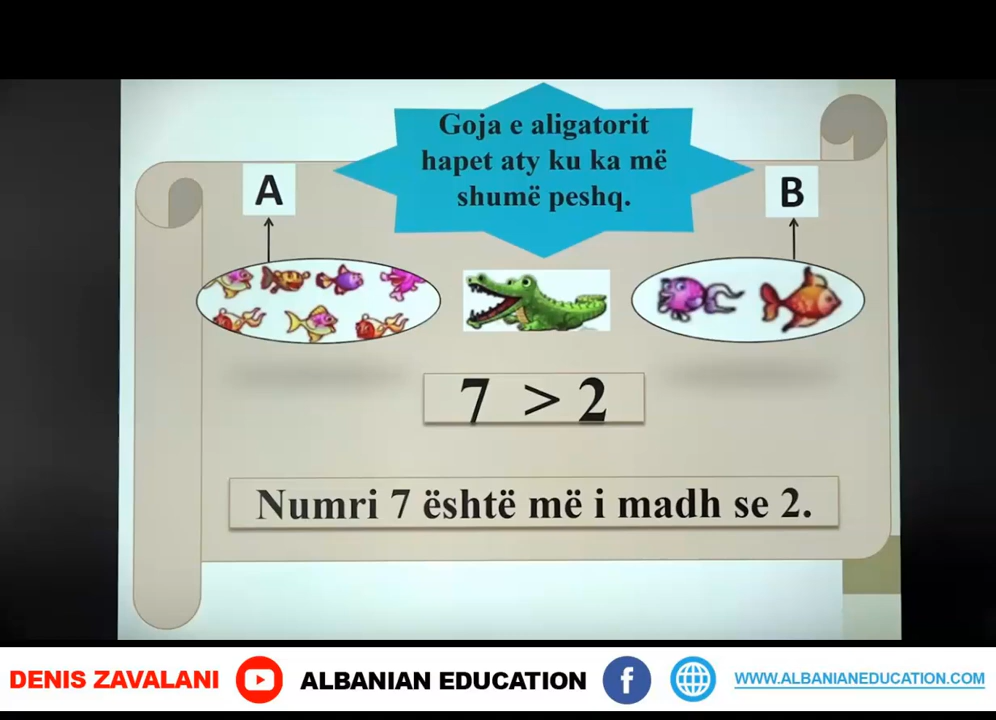 Goja e aligatorit
hapet aty ku ka më
shumë peshq.
A
B
7 > 2
Numri 7 është më i madh se 2.
DENIS ZAVALANI
ALBANIAN EDUCATION
WWW.ALBANIANEDUCATION.COM